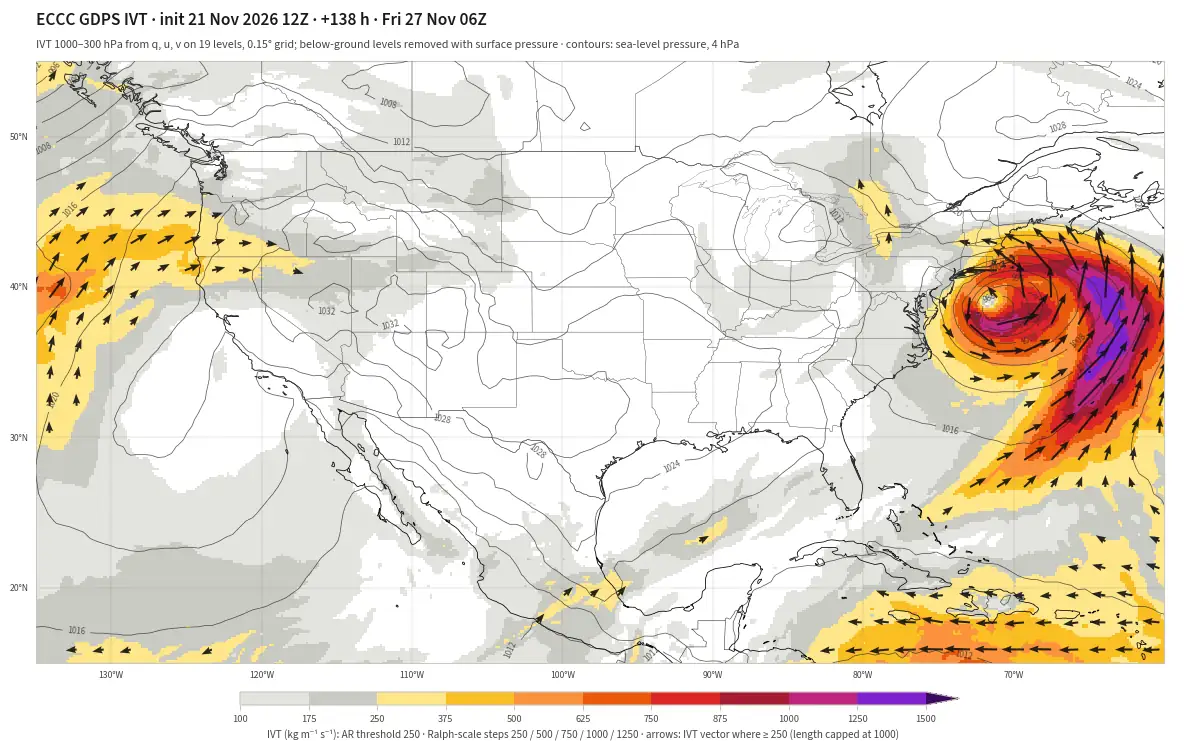 ECCC GDPS IVT · init 21 Nov 2026 12Z · +138 h · Fri 27 Nov 06Z
IVT 1000–300 hPa from q, u, v on 19 levels, 0.15° grid; below-ground levels removed with surface pressure · contours: sea-level pressure, 4 hPa
1024
1008
1028
50°N
1012
1008
1016
1012
40°N
1032
1032
1020
1028
1016
30°N
1028
1024
20°N
1016
1012
1012
130°W 120°W 110°W 100°W 90°W 80°W 70°W
100 175 250 375 500 625 750 875 1000 1250 1500
IVT (kg m⁻¹ s⁻¹): AR threshold 250 · Ralph-scale steps 250 / 500 / 750 / 1000 / 1250 · arrows: IVT vector where ≥ 250 (length capped at 1000)